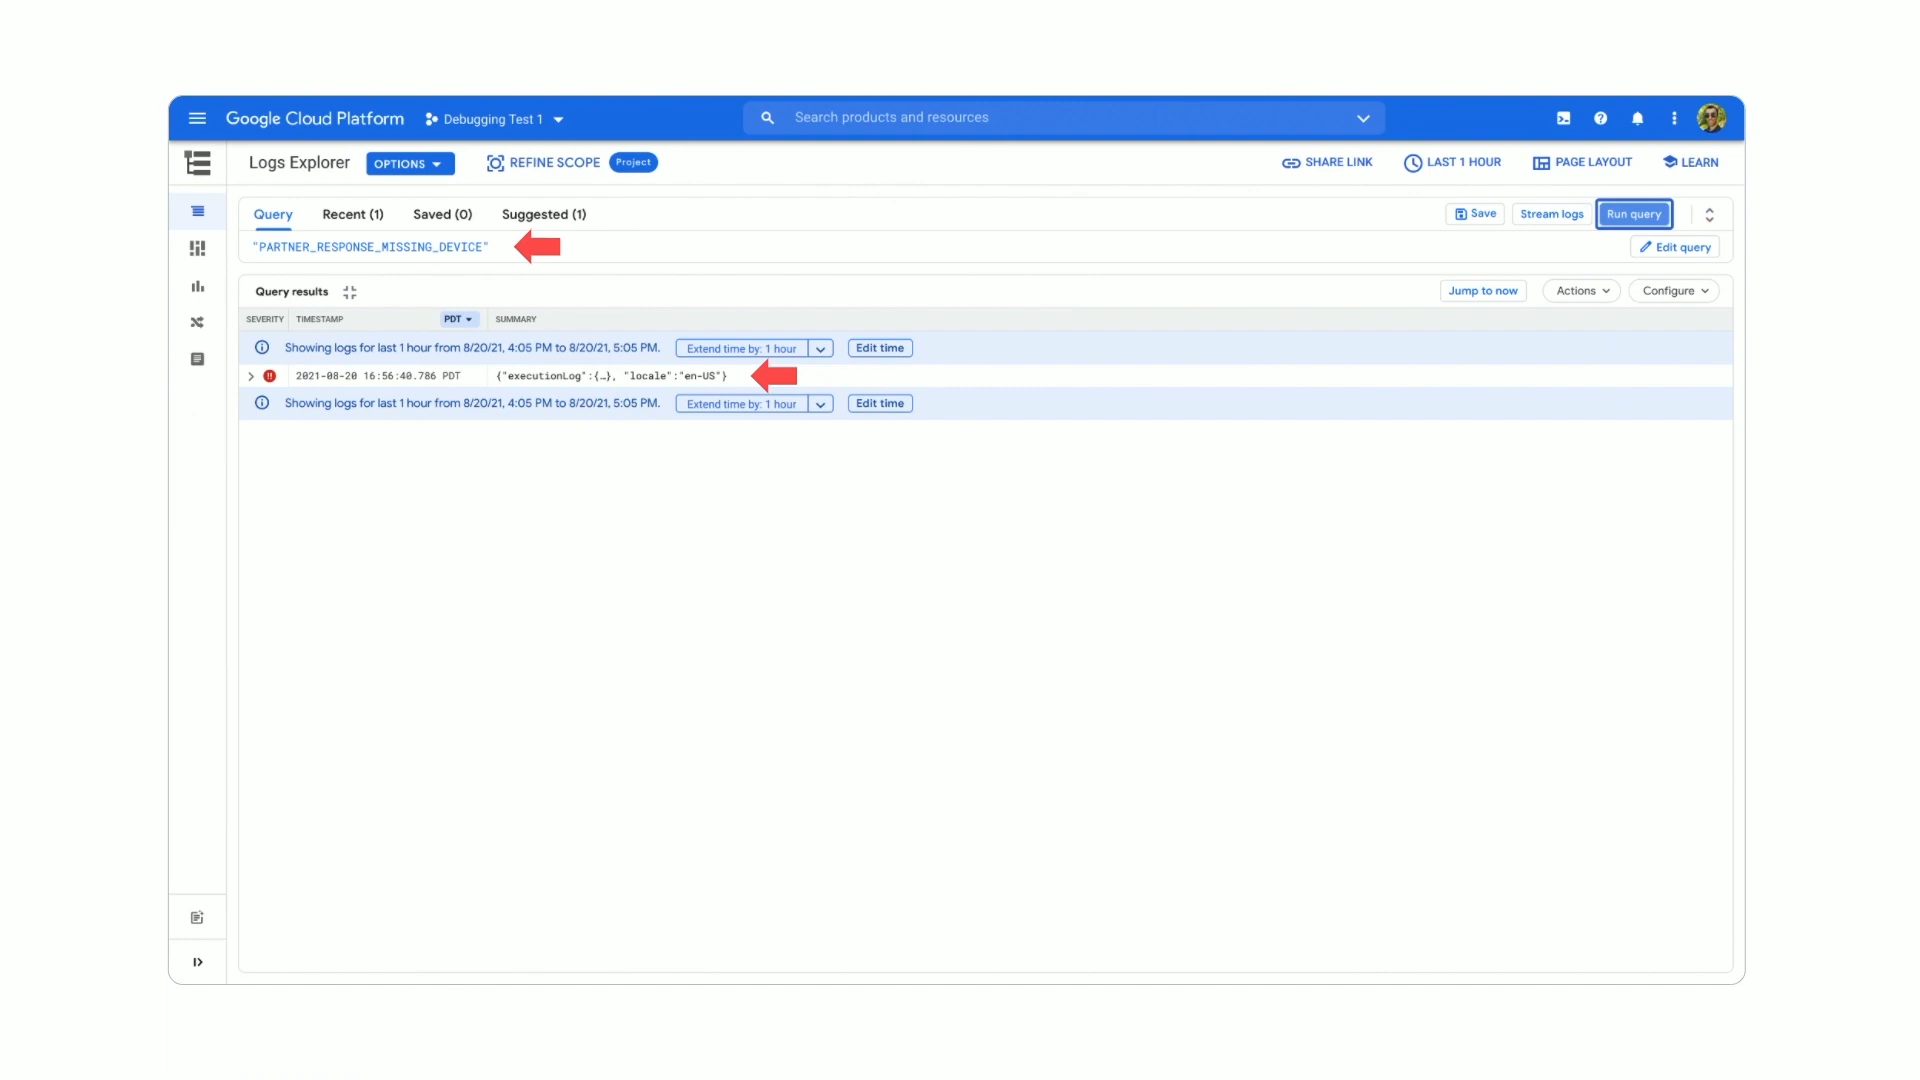 Google Cloud Platform Debugging Test 1 Search products and resources
Logs Explorer OPTIONS REFINE SCOPE Project SHARE LINK LAST 1 HOUR PAGE LAYOUT LEARN
Query Recent (1) Saved (0) Suggested (1) Save Stream logs Run query
"PARTNER_RESPONSE_MISSING_DEVICE" Edit query
Query results Jump to now Actions Configure
SEVERITY TIMESTAMP PDT SUMMARY
Showing logs for last 1 hour from 8/20/21, 4:05 PM to 8/20/21, 5:05 PM. Extend time by: 1 hour Edit time
2021-08-20 16:56:40.786 PDT {"executionLog":{…}, "locale":"en-US"}
Showing logs for last 1 hour from 8/20/21, 4:05 PM to 8/20/21, 5:05 PM. Extend time by: 1 hour Edit time